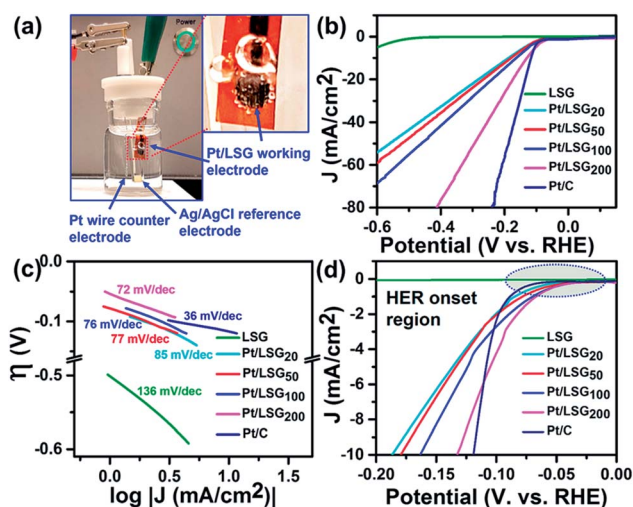 (a)
Power
Pt/LSG working
electrode
Ag/AgCl reference
electrode
Pt wire counter
electrode
(b)
J (mA/cm2)
0
-20
-40
-60
-80
LSG
Pt/LSG20
Pt/LSG50
Pt/LSG100
Pt/LSG200
Pt/C
-0.6
-0.4
-0.2
0.0
Potential (V vs. RHE)
(c)
η (V)
0.0
-0.1
-0.5
-0.6
72 mV/dec
36 mV/dec
76 mV/dec
77 mV/dec
85 mV/dec
136 mV/dec
LSG
Pt/LSG20
Pt/LSG50
Pt/LSG100
Pt/LSG200
Pt/C
0.0
0.5
1.0
1.5
log |J (mA/cm2)|
(d)
J (mA/cm2)
2
0
-2
-4
-6
-8
-10
HER onset
region
LSG
Pt/LSG20
Pt/LSG50
Pt/LSG100
Pt/LSG200
Pt/C
-0.20
-0.15
-0.10
-0.05
0.00
Potential (V. vs. RHE)